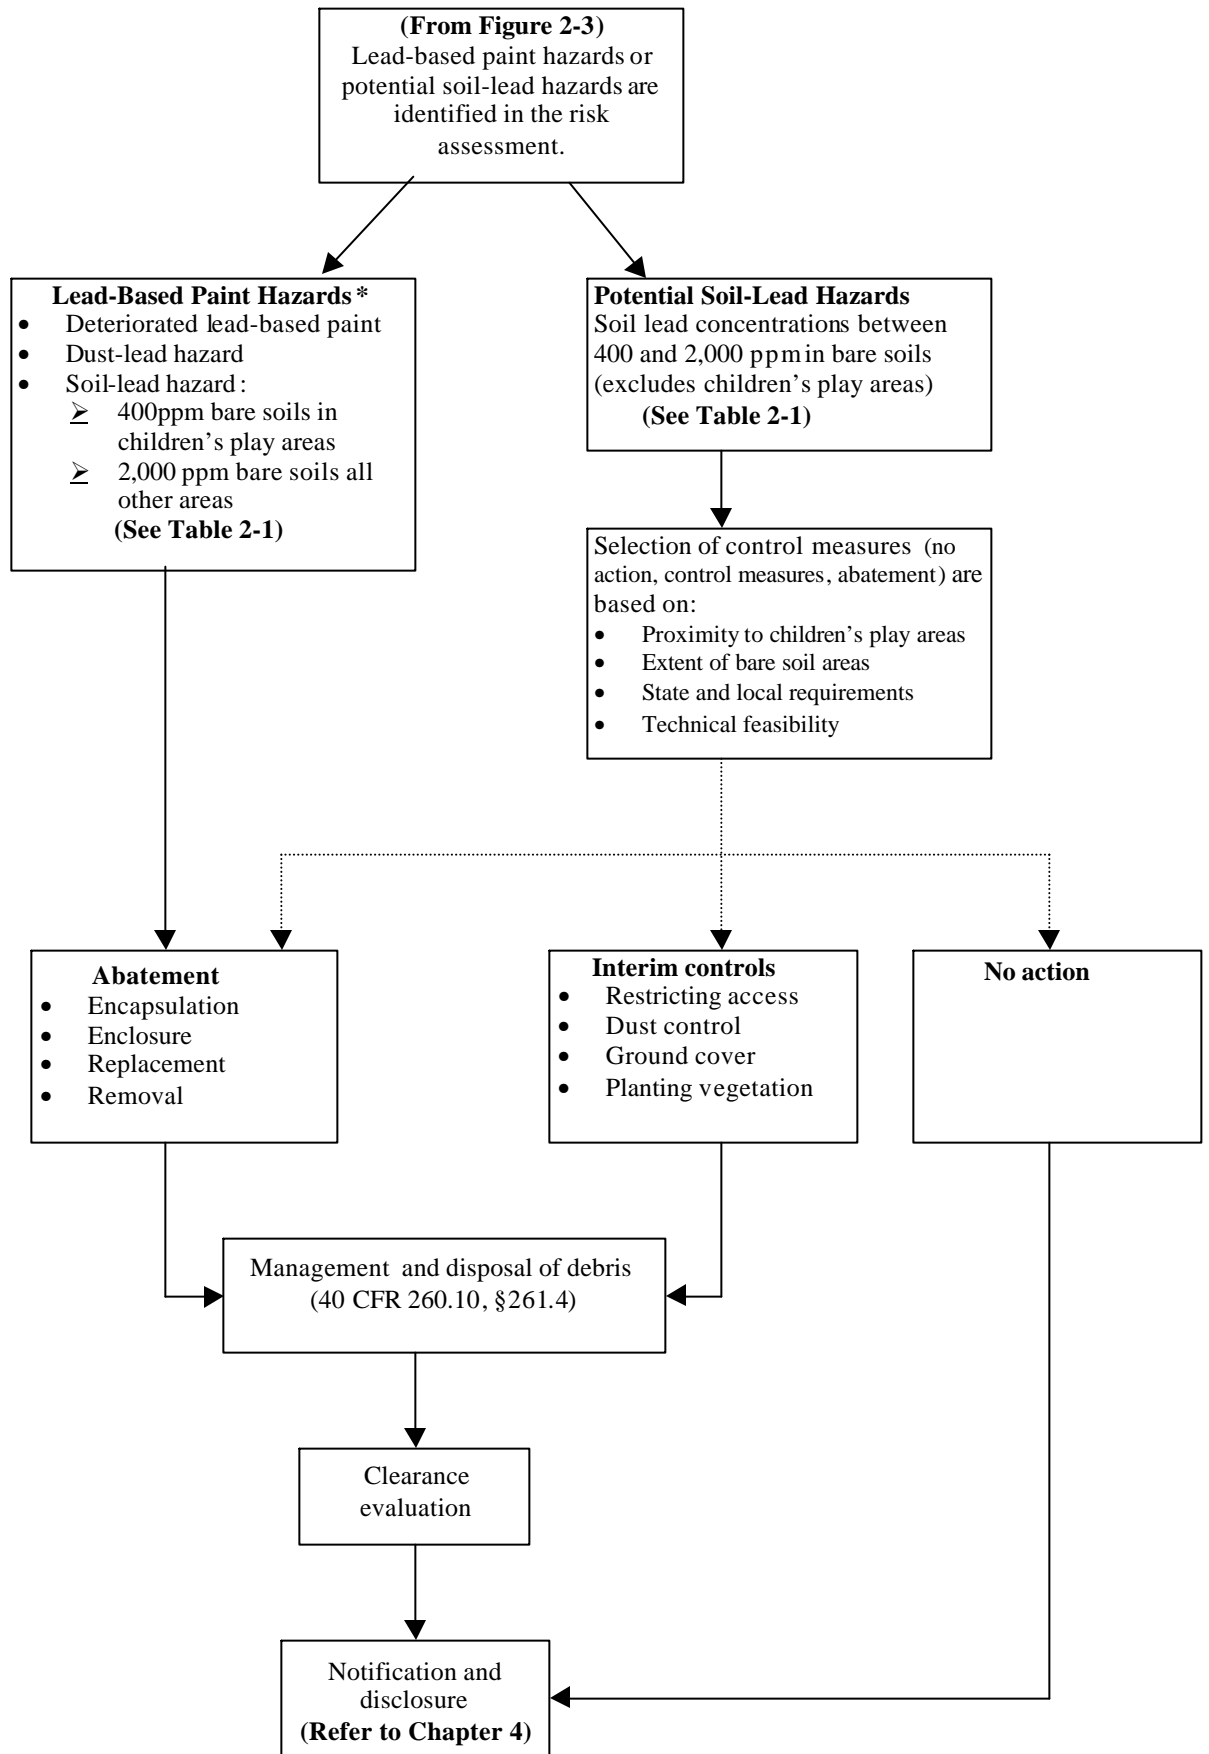 (From Figure 2-3)
Lead-based paint hazards or
potential soil-lead hazards are
identified in the risk
assessment.
Lead-Based Paint Hazards *
• Deteriorated lead-based paint
• Dust-lead hazard
• Soil-lead hazard:
➢ 400ppm bare soils in
children’s play areas
➢ 2,000 ppm bare soils all
other areas
(See Table 2-1)
Potential Soil-Lead Hazards
Soil lead concentrations between
400 and 2,000 ppm in bare soils
(excludes children’s play areas)
(See Table 2-1)
Selection of control measures (no
action, control measures, abatement) are
based on:
• Proximity to children’s play areas
• Extent of bare soil areas
• State and local requirements
• Technical feasibility
Abatement
• Encapsulation
• Enclosure
• Replacement
• Removal
Interim controls
• Restricting access
• Dust control
• Ground cover
• Planting vegetation
No action
Management and disposal of debris
(40 CFR 260.10, §261.4)
Clearance
evaluation
Notification and
disclosure
(Refer to Chapter 4)